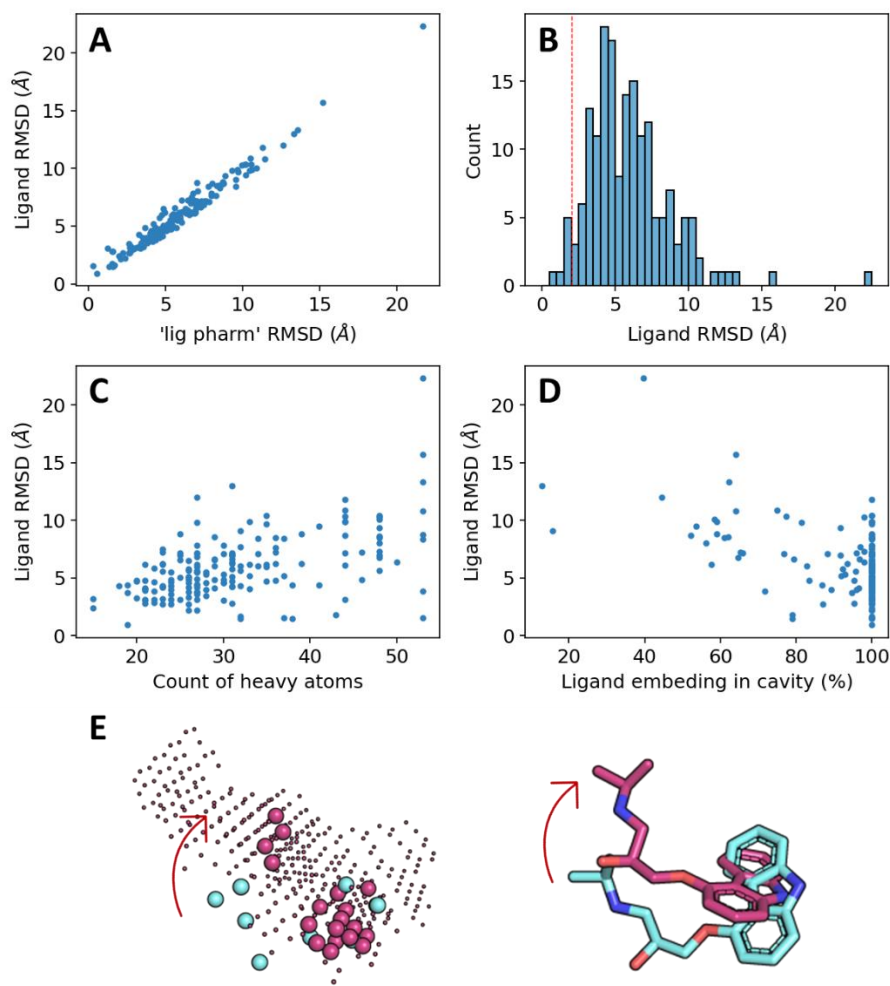 A
Ligand RMSD (Å)
20
15
10
5
0
0 5 10 15 20
'lig pharm' RMSD (Å)
B
Count
15
10
5
0
0 5 10 15 20
Ligand RMSD (Å)
C
Ligand RMSD (Å)
20
15
10
5
0
20 30 40 50
Count of heavy atoms
D
Ligand RMSD (Å)
20
15
10
5
0
20 40 60 80 100
Ligand embeding in cavity (%)
E